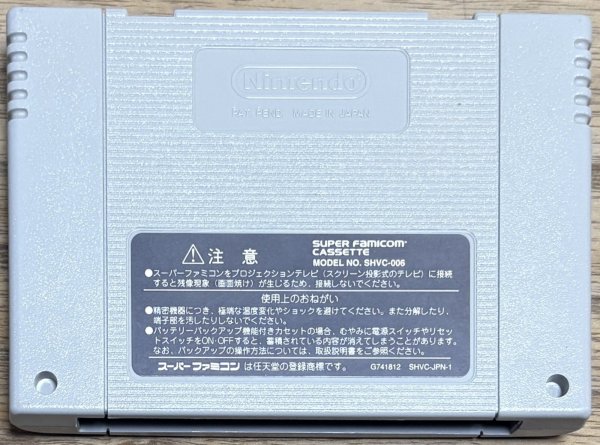 Nintendo
PAT. PEND. MADE IN JAPAN
⚠注意
SUPER FAMICOM
CASSETTE
MODEL NO. SHVC-006
●スーパーファミコンをプロジェクションテレビ(スクリーン投影式のテレビ)に接続
すると残像現象(画面焼け)が生じるため、接続しないでください。
使用上のおねがい
●精密機器につき、極端な温度変化やショックを避けてください。また分解したり、
端子部を汚したりしないでください。
●バッテリーバックアップ機能付きカセットの場合、むやみに電源スイッチやリセッ
トスイッチをON・OFFすると、蓄積されている内容が消えてしまうことがあります。
なお、バックアップの操作方法については、取扱説明書をご参照ください。
スーパーファミコンは任天堂の登録商標です。 G741812 SHVC-JPN-1